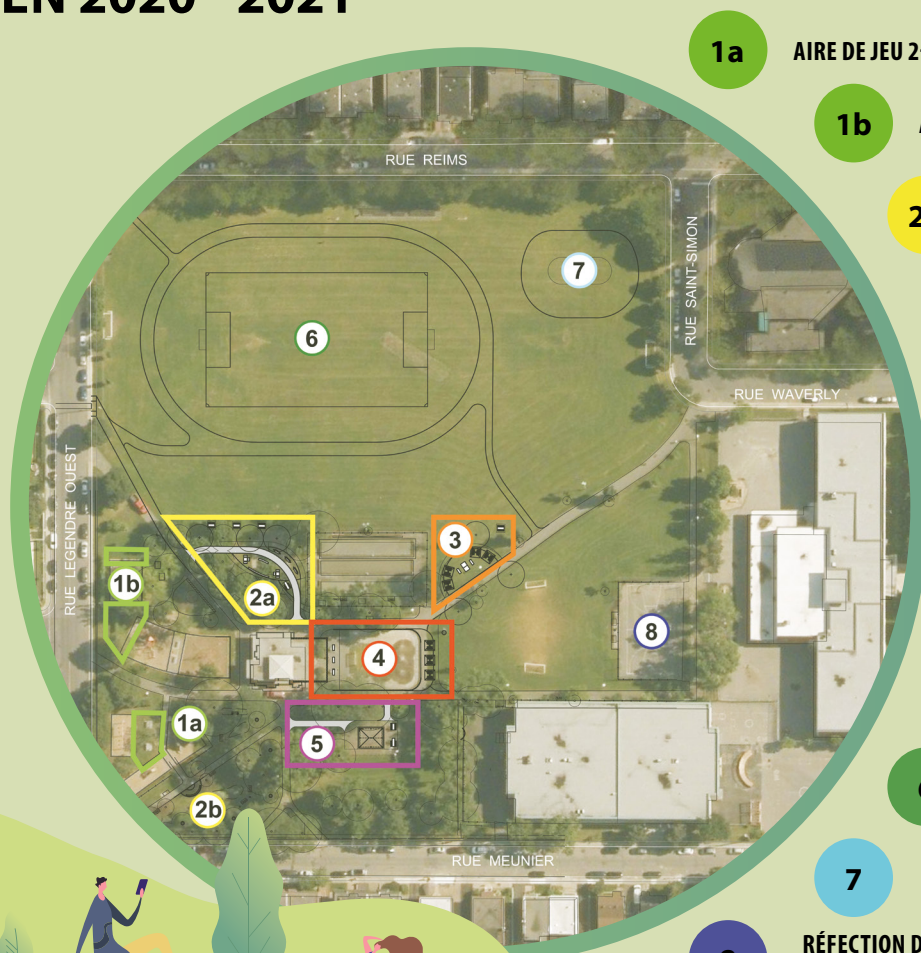 EN 2020 - 2021
1a
AIRE DE JEU 2
1b
2
RUE REIMS
7
RUE SAINT-SIMON
6
RUE WAVERLY
RUE LEGENDRE OUEST
3
1b
2a
8
4
1a
5
2b
RUE MEUNIER
7
RÉFECTION D